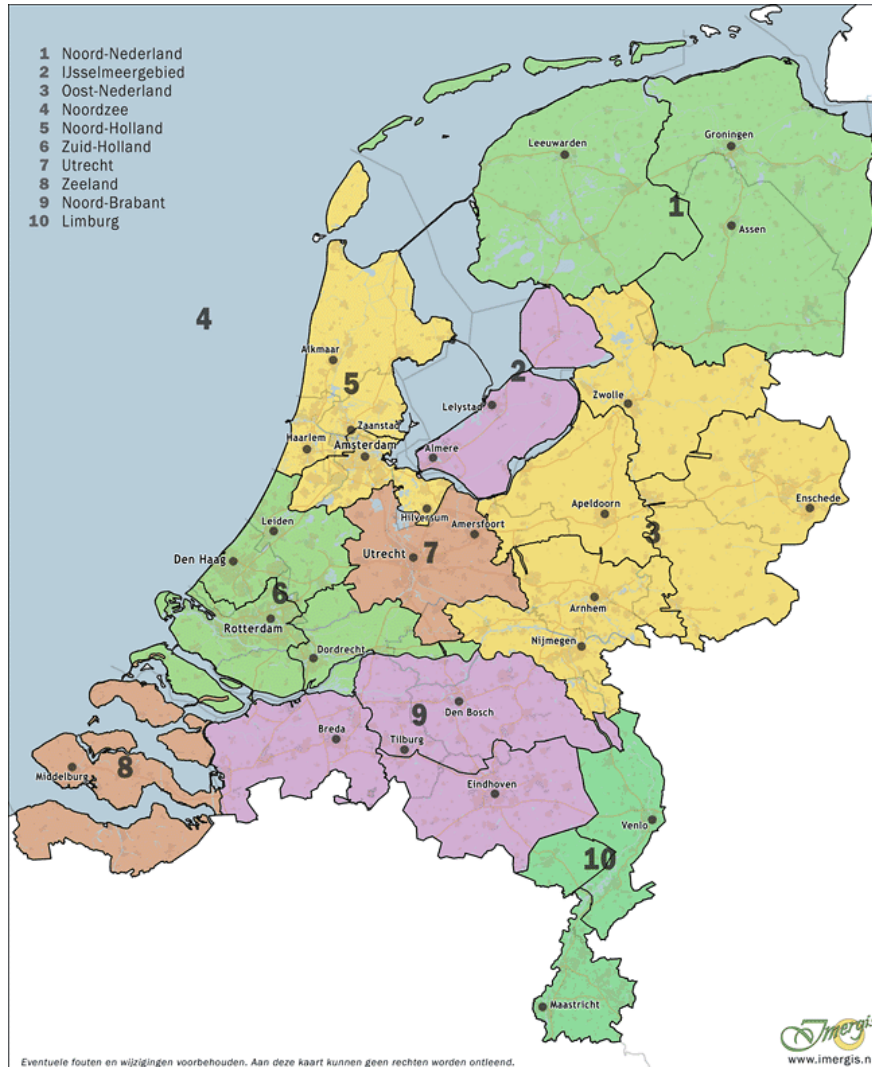 1 Noord-Nederland
2 IJsselmeergebied
3 Oost-Nederland
4 Noordzee
5 Noord-Holland
6 Zuid-Holland
7 Utrecht
8 Zeeland
9 Noord-Brabant
10 Limburg
Leeuwarden
Groningen
1
Assen
4
Alkmaar
5
2
Lelystad
Zwolle
Zaanstad
Haarlem
Amsterdam
Almere
Enschede
Apeldoorn
Hilversum
Leiden
Amersfoort
3
Den Haag
Utrecht
7
6
Arnhem
Rotterdam
Nijmegen
Dordrecht
Den Bosch
9
Breda
Tilburg
8
Middelburg
Eindhoven
Venlo
10
Maastricht
Imergis
www.imergis.n
Eventuele fouten en wijzigingen voorbehouden. Aan deze kaart kunnen geen rechten worden ontleend.